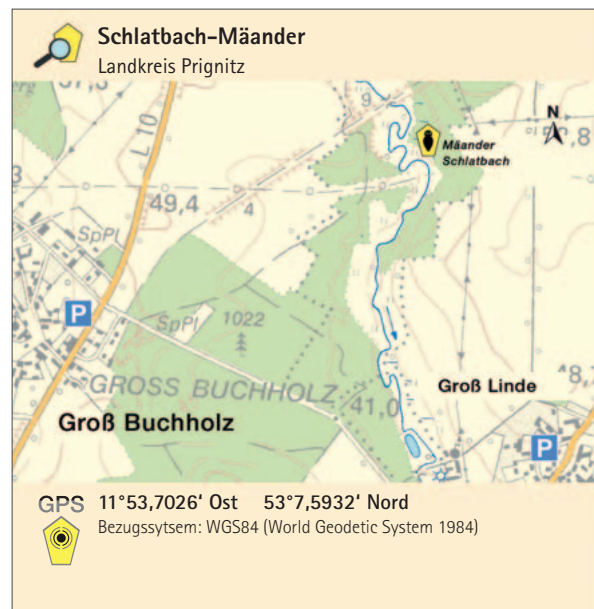 Schlatbach-Mäander
Landkreis Prignitz
9
N
L 10
Mäander
Schlatbach
49,4
4
SpPl
P
SpPl
1022
GROSS BUCHHOLZ
41,0
Groß Linde
Groß Buchholz
P
GPS 11°53,7026' Ost 53°7,5932' Nord
Bezugssytsem: WGS84 (World Geodetic System 1984)